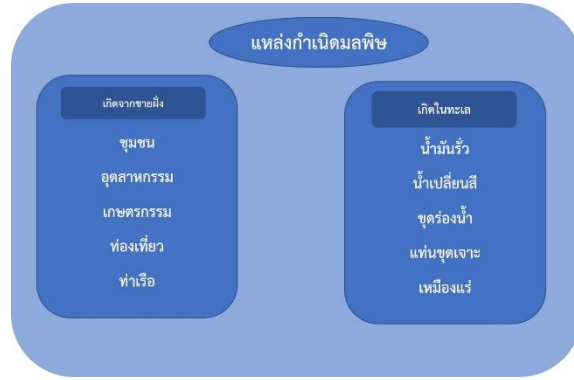 แหล่งกำเนิดมลพิษ
เกิดจากชายฝั่ง
ชุมชน
อุตสาหกรรม
เกษตรกรรม
ท่องเที่ยว
ท่าเรือ
เกิดในทะเล
น้ำมันรั่ว
น้ำเปลี่ยนสี
ขุดร่องน้ำ
แท่นขุดเจาะ
เหมืองแร่